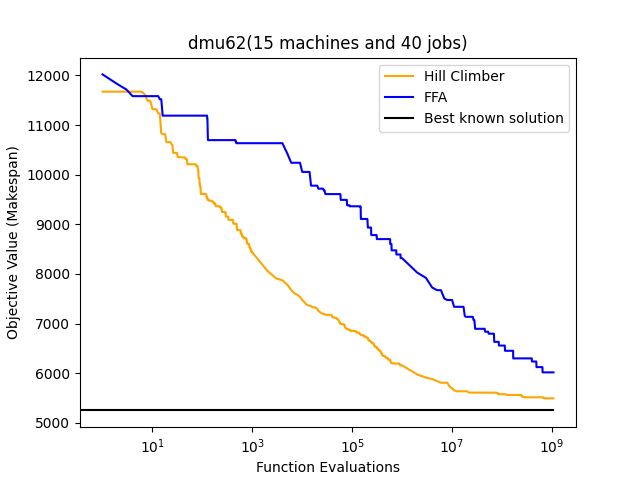 dmu62(15 machines and 40 jobs)
Hill Climber
FFA
Best known solution
12000
11000
10000
9000
8000
7000
6000
5000
Objective Value (Makespan)
10^1 10^3 10^5 10^7 10^9
Function Evaluations